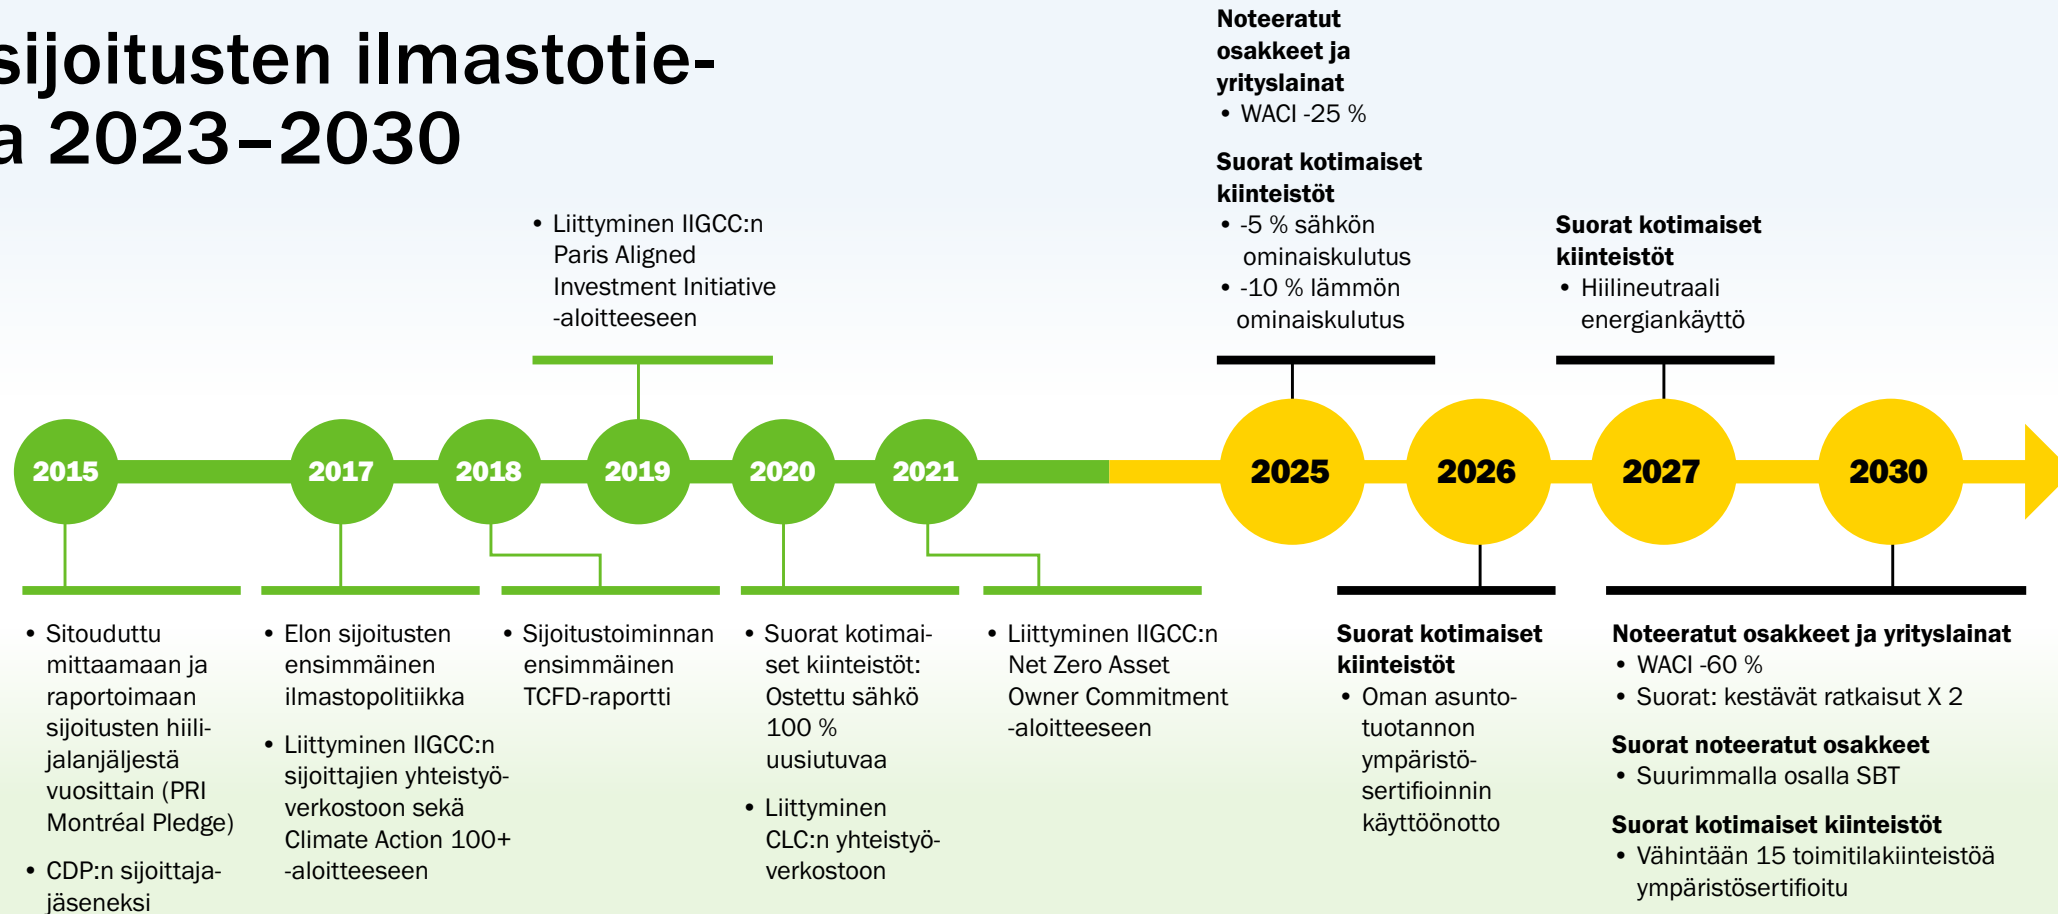 sijoitusten ilmastotie-
a 2023–2030
• Liittyminen IIGCC:n
Paris Aligned
Investment Initiative
-aloitteeseen
Noteeratut
osakkeet ja
yrityslainat
• WACI -25 %
Suorat kotimaiset
kiinteistöt
• -5 % sähkön
ominaiskulutus
• -10 % lämmön
ominaiskulutus
Suorat kotimaiset
kiinteistöt
• Hiilineutraali
energiankäyttö
2015
2017
2018
2019
2020
2021
2025
2026
2027
2030
• Sitouduttu
mittaamaan ja
raportoimaan
sijoitusten hiili-
jalanjäljestä
vuosittain (PRI
Montréal Pledge)
• CDP:n sijoittaja-
jäseneksi
• Elon sijoitusten
ensimmäinen
ilmastopolitiikka
• Liittyminen IIGCC:n
sijoittajien yhteistyö-
verkostoon sekä
Climate Action 100+
-aloitteeseen
• Sijoitustoiminnan
ensimmäinen
TCFD-raportti
• Suorat kotimai-
set kiinteistöt:
Ostettu sähkö
100 %
uusiutuvaa
• Liittyminen
CLC:n yhteistyö-
verkostoon
• Liittyminen IIGCC:n
Net Zero Asset
Owner Commitment
-aloitteeseen
Suorat kotimaiset
kiinteistöt
• Oman asunto-
tuotannon
ympäristö-
sertifioinnin
käyttöönotto
Noteeratut osakkeet ja yrityslainat
• WACI -60 %
• Suorat: kestävät ratkaisut X 2
Suorat noteeratut osakkeet
• Suurimmalla osalla SBT
Suorat kotimaiset kiinteistöt
• Vähintään 15 toimitilakiinteistöä
ympäristösertifioitu